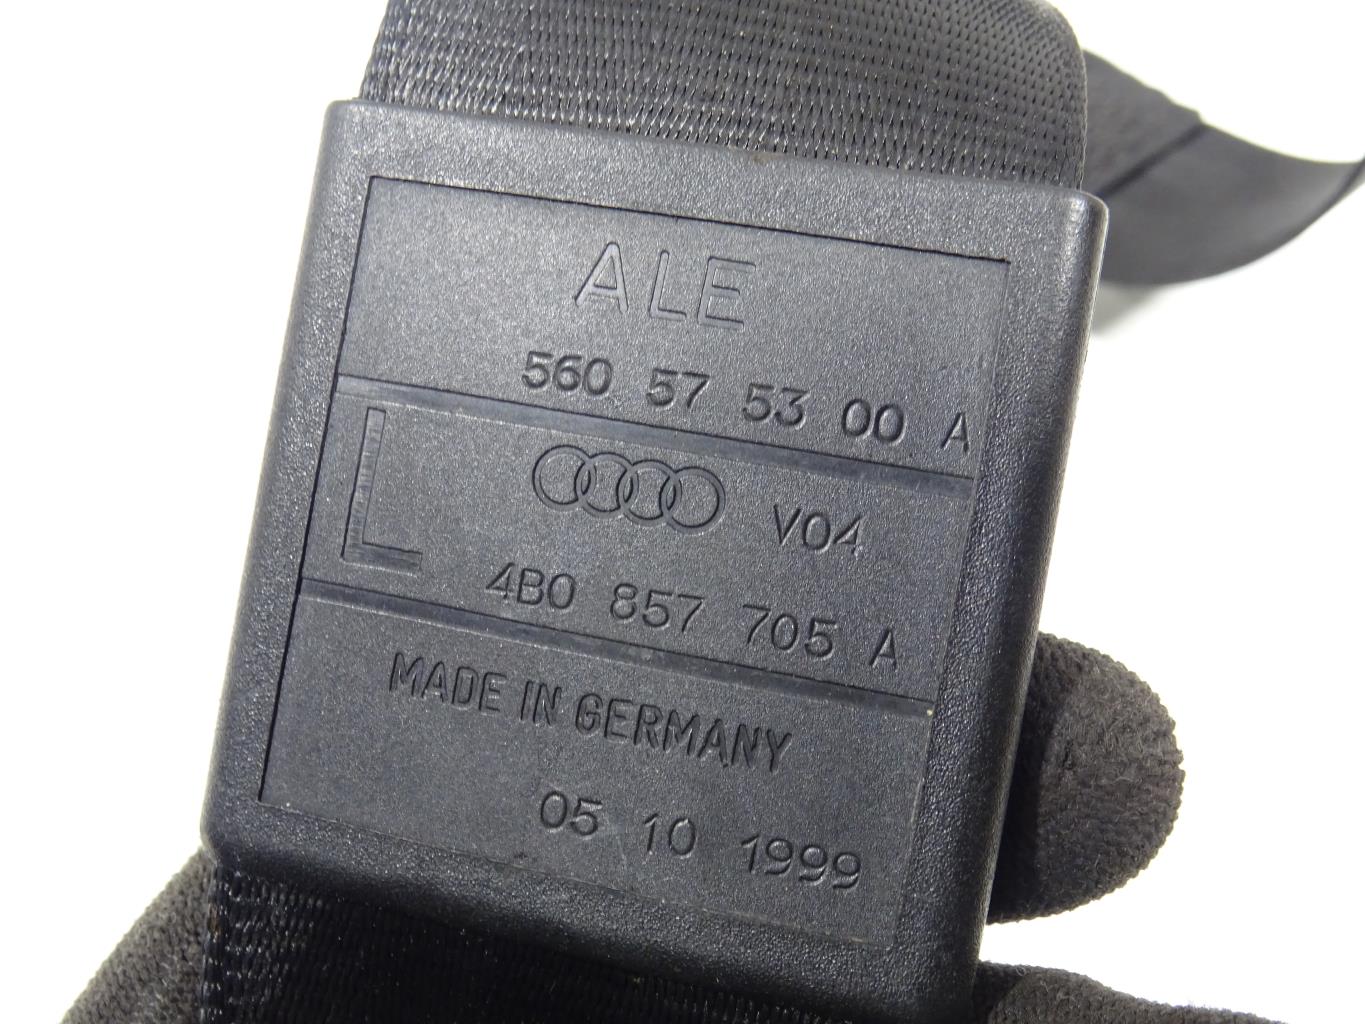 ALE
560 57 53 00 A
L V04
4B0 857 705 A
MADE IN GERMANY
05 10 1999